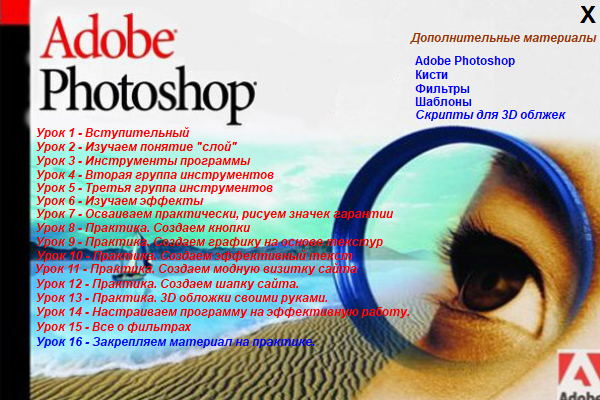 Adobe
Photoshop
X
Дополнительные материалы
Adobe Photoshop
Кисти
Фильтры
Шаблоны
Скрипты для 3D облжек
Урок 1 - Вступительный
Урок 2 - Изучаем понятие "слой"
Урок 3 - Инструменты программы
Урок 4 - Вторая группа инструментов
Урок 5 - Третья группа инструментов
Урок 6 - Изучаем эффекты
Урок 7 - Осваиваем практически, рисуем значек гарантии
Урок 8 - Практика. Создаем кнопки
Урок 9 - Практика. Создаем графику на основе текстур
Урок 10 - Практика. Создаем эффективный текст
Урок 11 - Практика. Создаем модную визитку сайта
Урок 12 - Практика. Создаем шапку сайта.
Урок 13 - Практика. 3D обложки своими руками.
Урок 14 - Настраиваем программу на эффективную работу.
Урок 15 - Все о фильтрах
Урок 16 - Закрепляем материал на практике.
Adobe